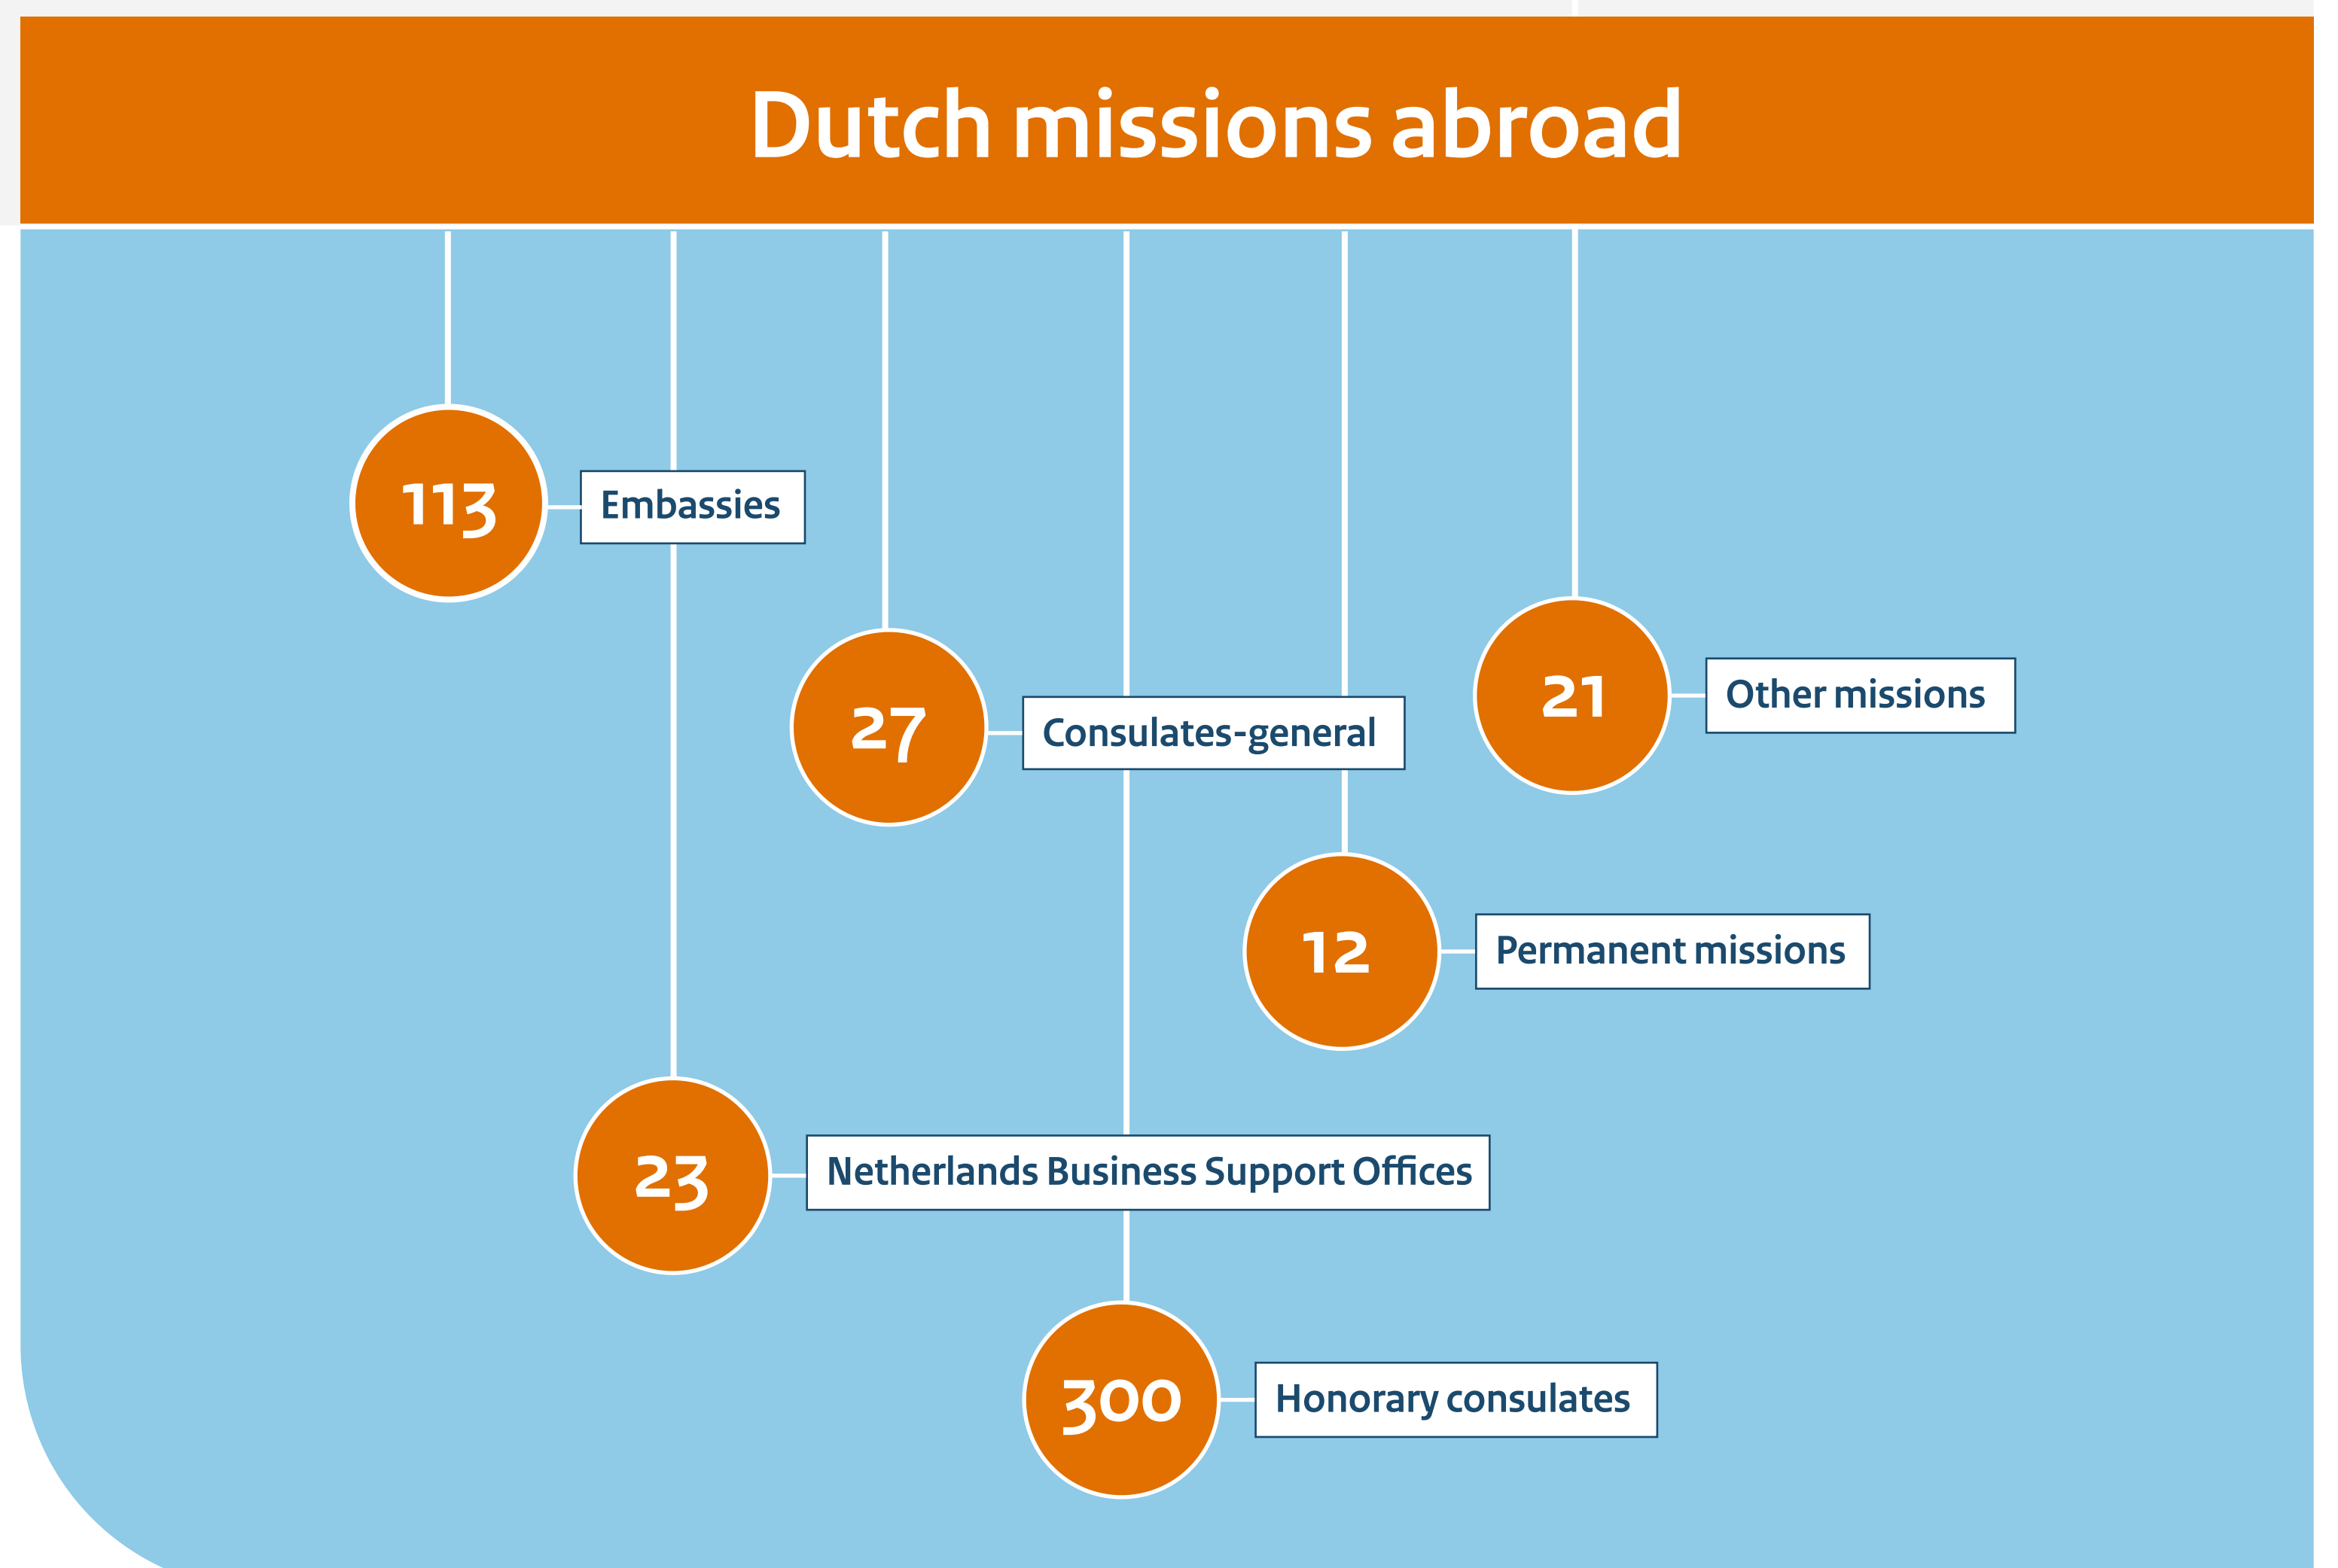 Dutch missions abroad
113
Embassies
27
Consulates-general
21
Other missions
12
Permanent missions
23
Netherlands Business Support Offices
300
Honorary consulates